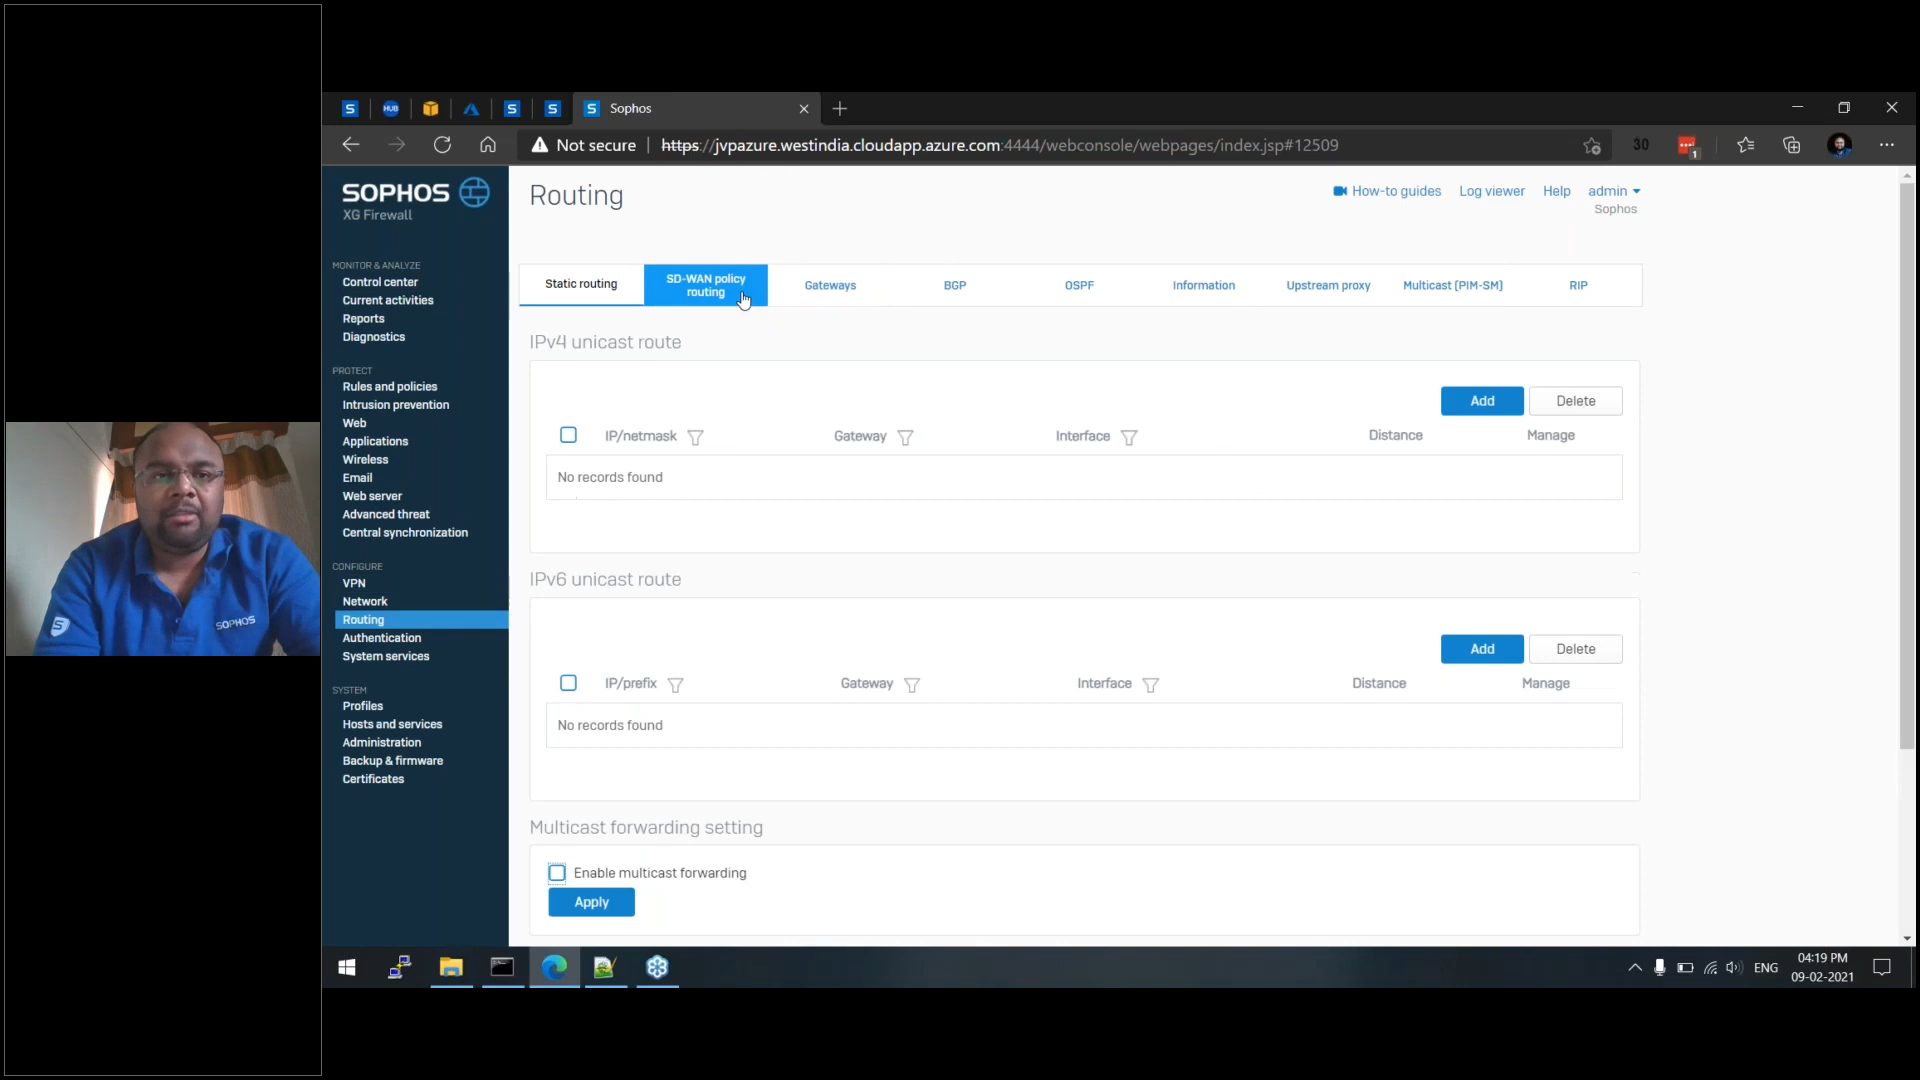 HUB
Sophos
Not secure
https://jvpazure.westindia.cloudapp.azure.com:4444/webconsole/webpages/index.jsp#12509
30
1
SOPHOS
XG Firewall
Routing
How-to guides
Log viewer
Help
admin
Sophos
MONITOR & ANALYZE
Control center
Current activities
Reports
Diagnostics
PROTECT
Rules and policies
Intrusion prevention
Web
Applications
Wireless
Email
Web server
Advanced threat
Central synchronization
CONFIGURE
VPN
Network
Routing
Authentication
System services
SYSTEM
Profiles
Hosts and services
Administration
Backup & firmware
Certificates
Static routing
SD-WAN policy
routing
Gateways
BGP
OSPF
Information
Upstream proxy
Multicast (PIM-SM)
RIP
IPv4 unicast route
Add
Delete
IP/netmask
Gateway
Interface
Distance
Manage
No records found
IPv6 unicast route
Add
Delete
IP/prefix
Gateway
Interface
Distance
Manage
No records found
Multicast forwarding setting
Enable multicast forwarding
Apply
SOPHOS
ENG
04:19 PM
09-02-2021